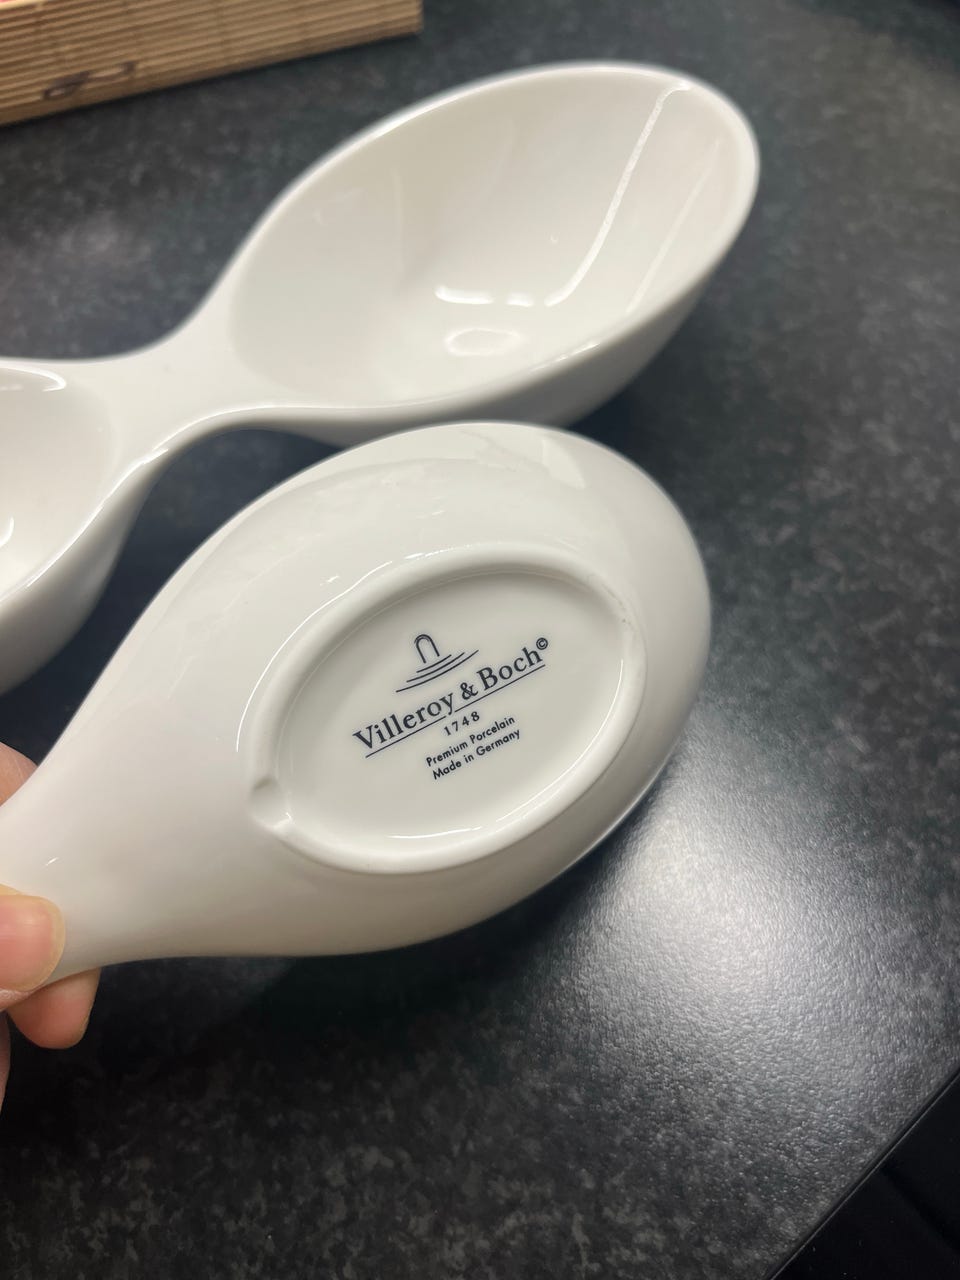 Villeroy & Boch©
1748
Premium Porcelain
Made in Germany